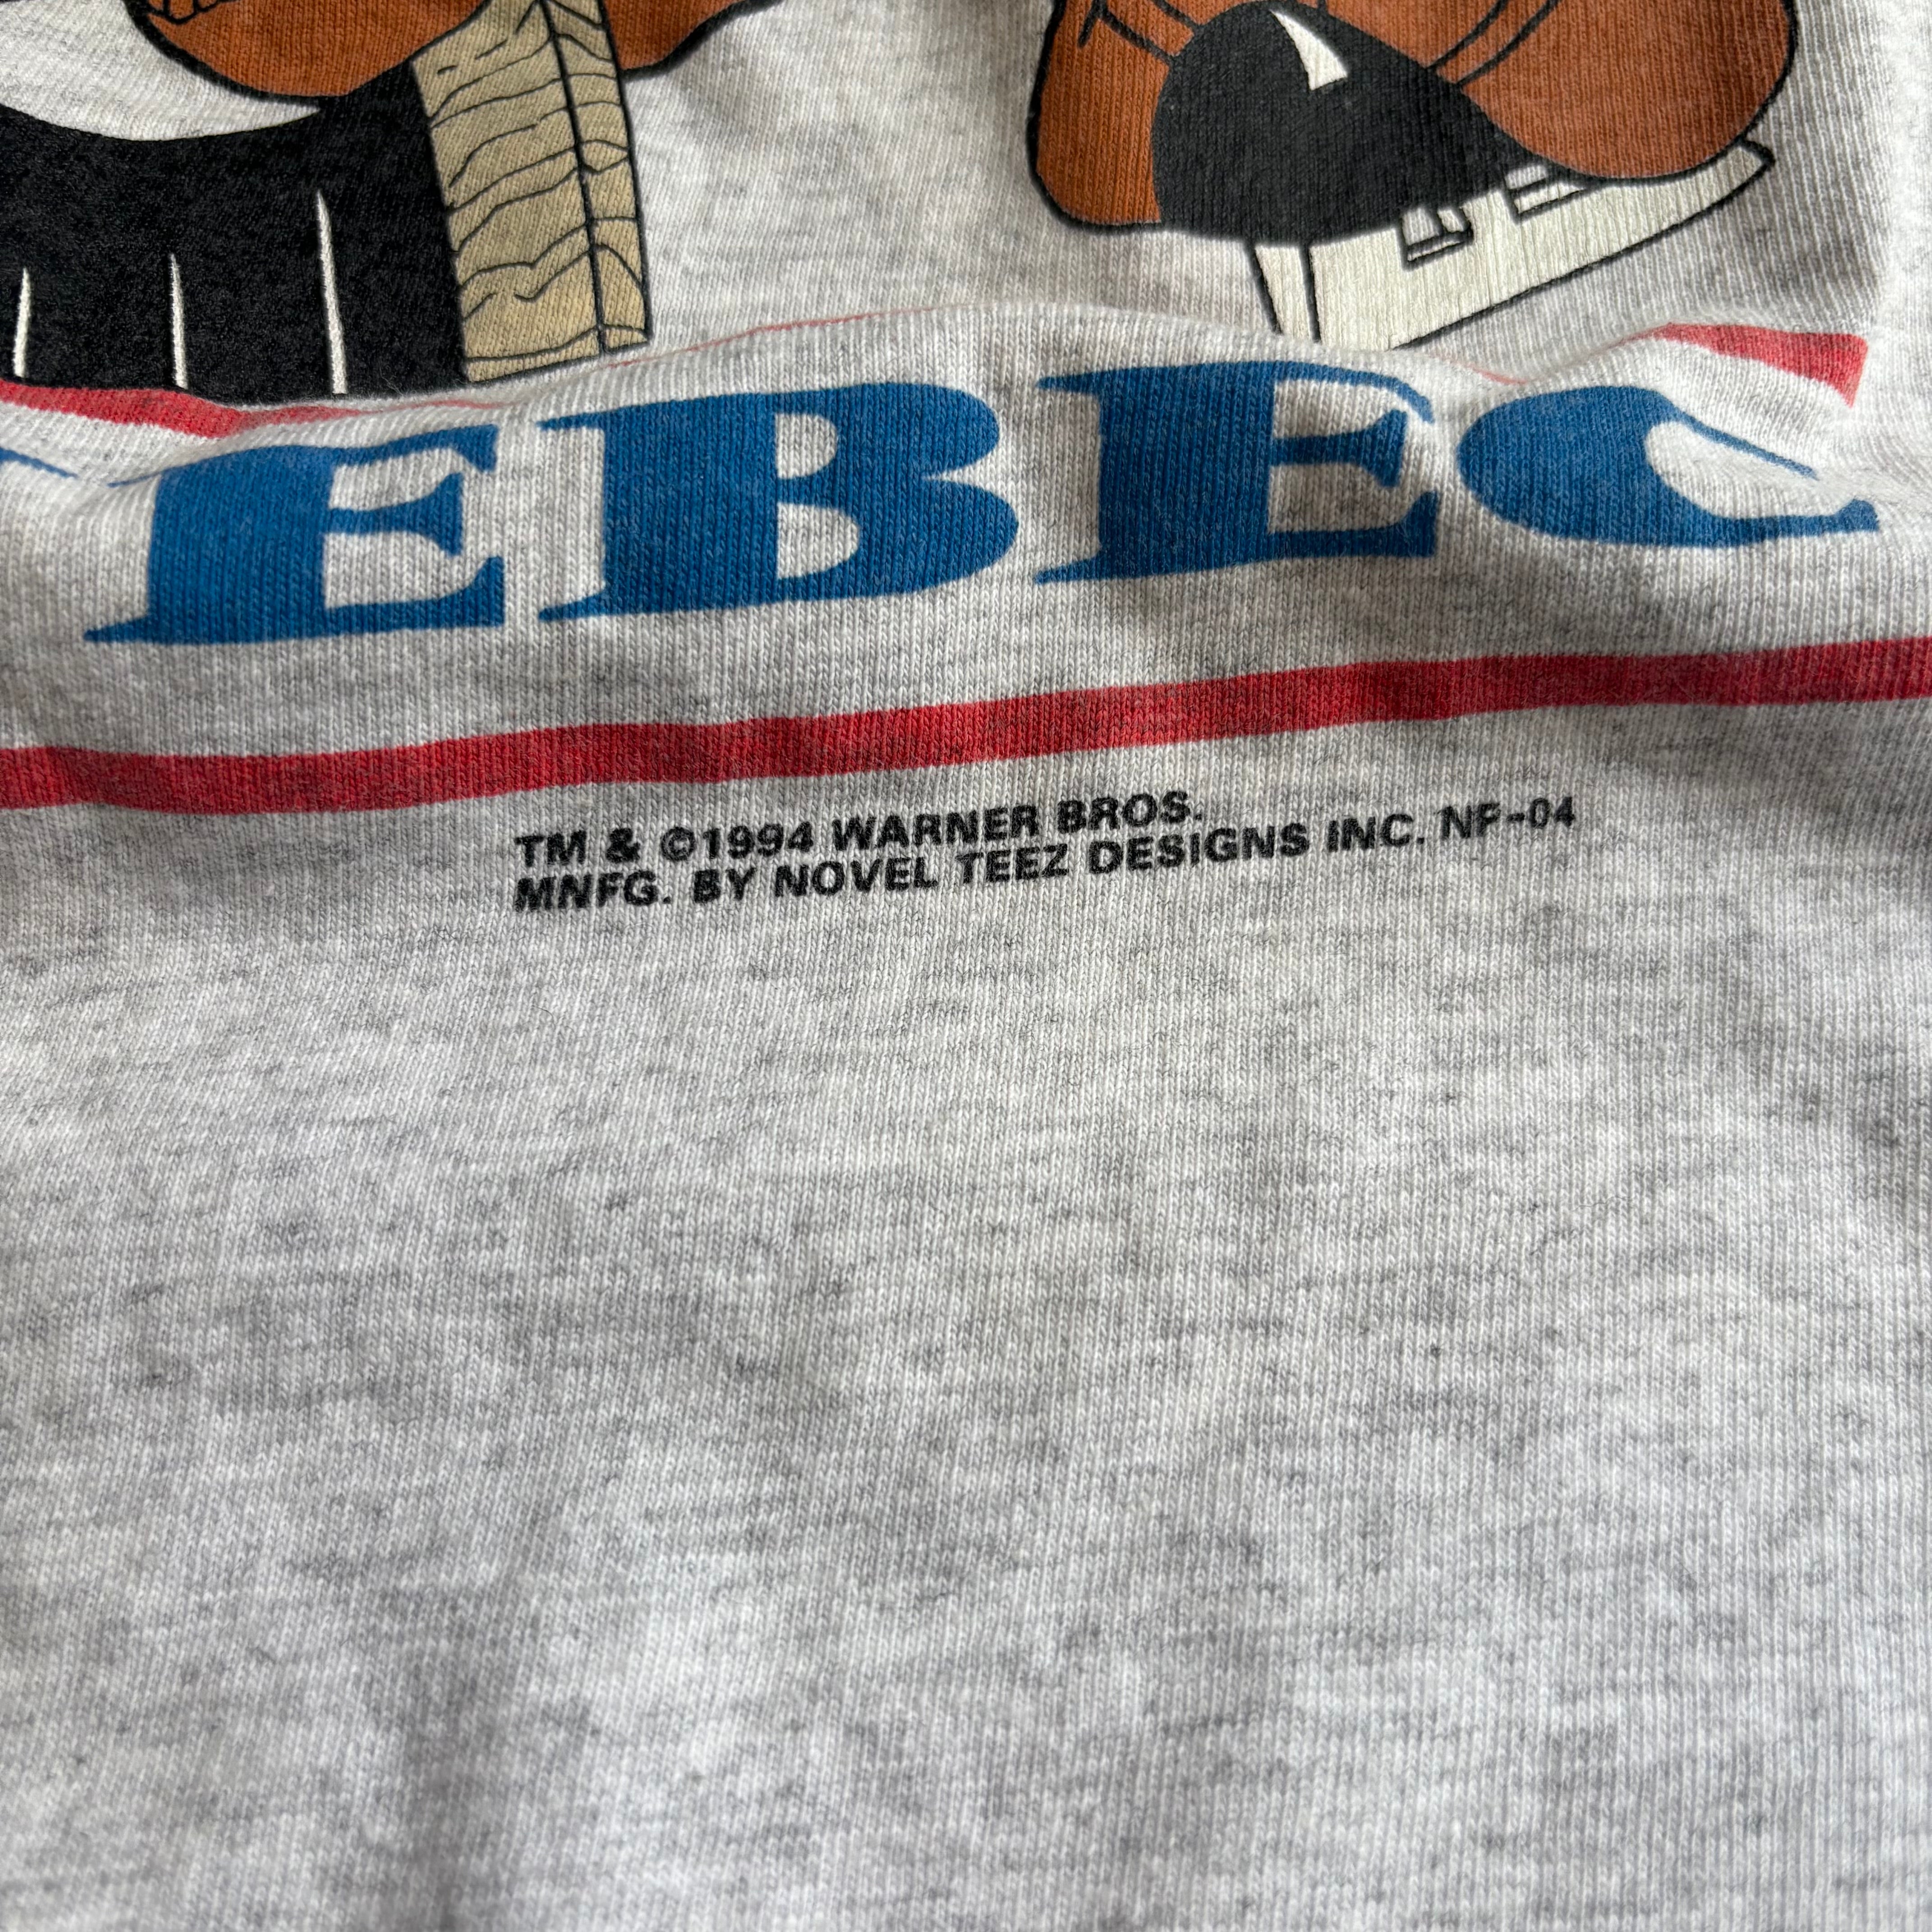 EBEC
TM & ©1994 WARNER BROS.
MNFG. BY NOVEL TEEZ DESIGNS INC. NF-04